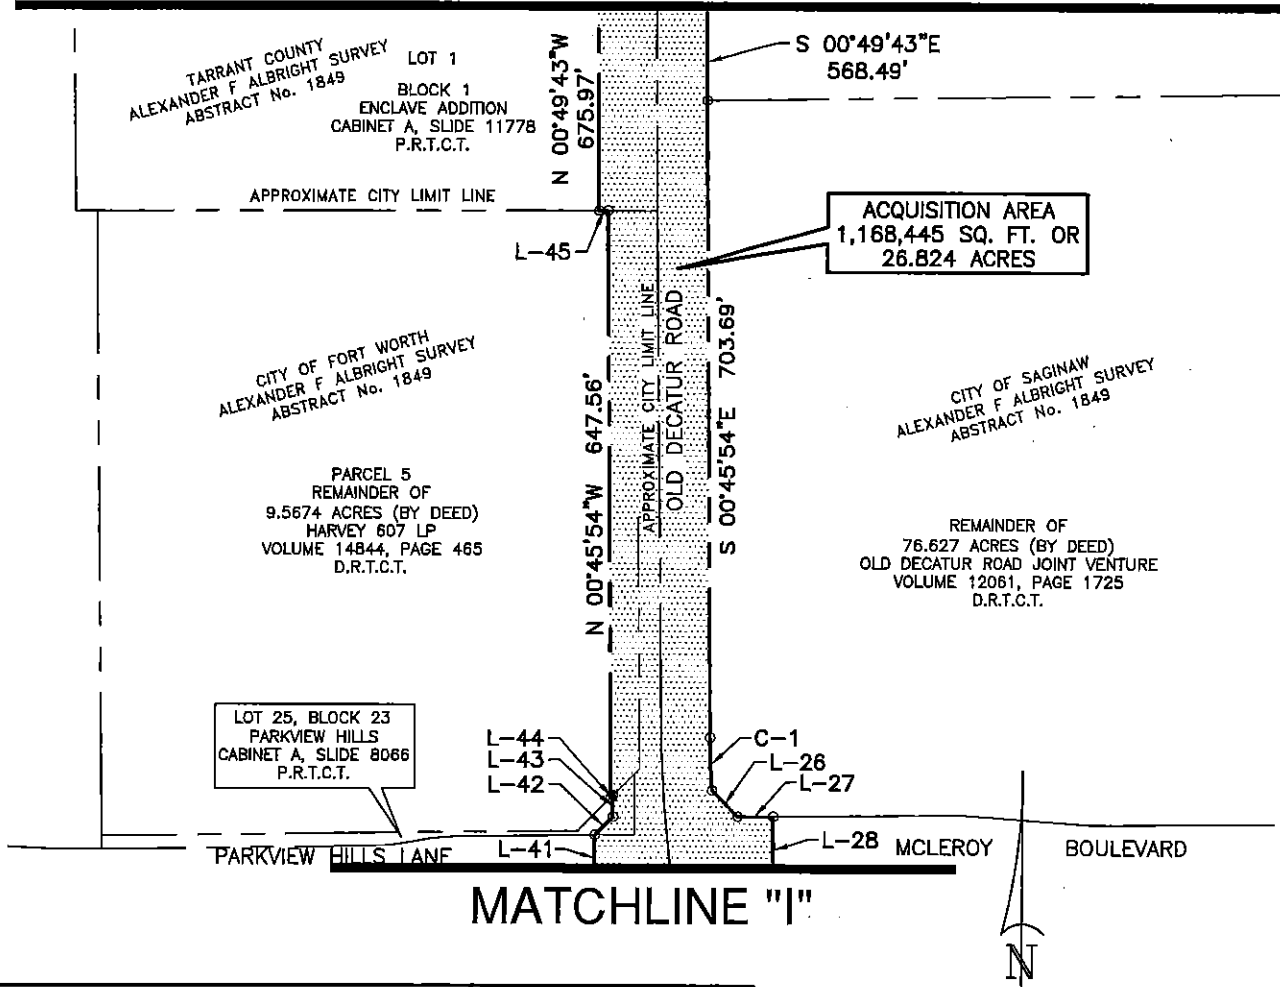 TARRANT COUNTY
ALEXANDER F ALBRIGHT SURVEY
ABSTRACT No. 1849
LOT 1
BLOCK 1
ENCLAVE ADDITION
CABINET A, SLIDE 11778
P.R.T.C.T.
N 00°49'43"W
675.97'
S 00°49'43"E
568.49'
APPROXIMATE CITY LIMIT LINE
L-45
ACQUISITION AREA
1,168,445 SQ. FT. OR
26.824 ACRES
CITY OF FORT WORTH
ALEXANDER F ALBRIGHT SURVEY
ABSTRACT No. 1849
N 00°45'54"W 647.56'
APPROXIMATE CITY LIMIT LINE
OLD DECATUR ROAD
S 00°45'54"E 703.69'
CITY OF SAGINAW
ALEXANDER F ALBRIGHT SURVEY
ABSTRACT No. 1849
PARCEL 5
REMAINDER OF
9.5674 ACRES (BY DEED)
HARVEY 607 LP
VOLUME 14844, PAGE 465
D.R.T.C.T.
REMAINDER OF
76.627 ACRES (BY DEED)
OLD DECATUR ROAD JOINT VENTURE
VOLUME 12061, PAGE 1725
D.R.T.C.T.
LOT 25, BLOCK 23
PARKVIEW HILLS
CABINET A, SLIDE 8066
P.R.T.C.T.
L-44
L-43
L-42
C-1
L-26
L-27
PARKVIEW HILLS LANE
L-41
L-28
MCLEROY BOULEVARD
MATCHLINE "I"
N